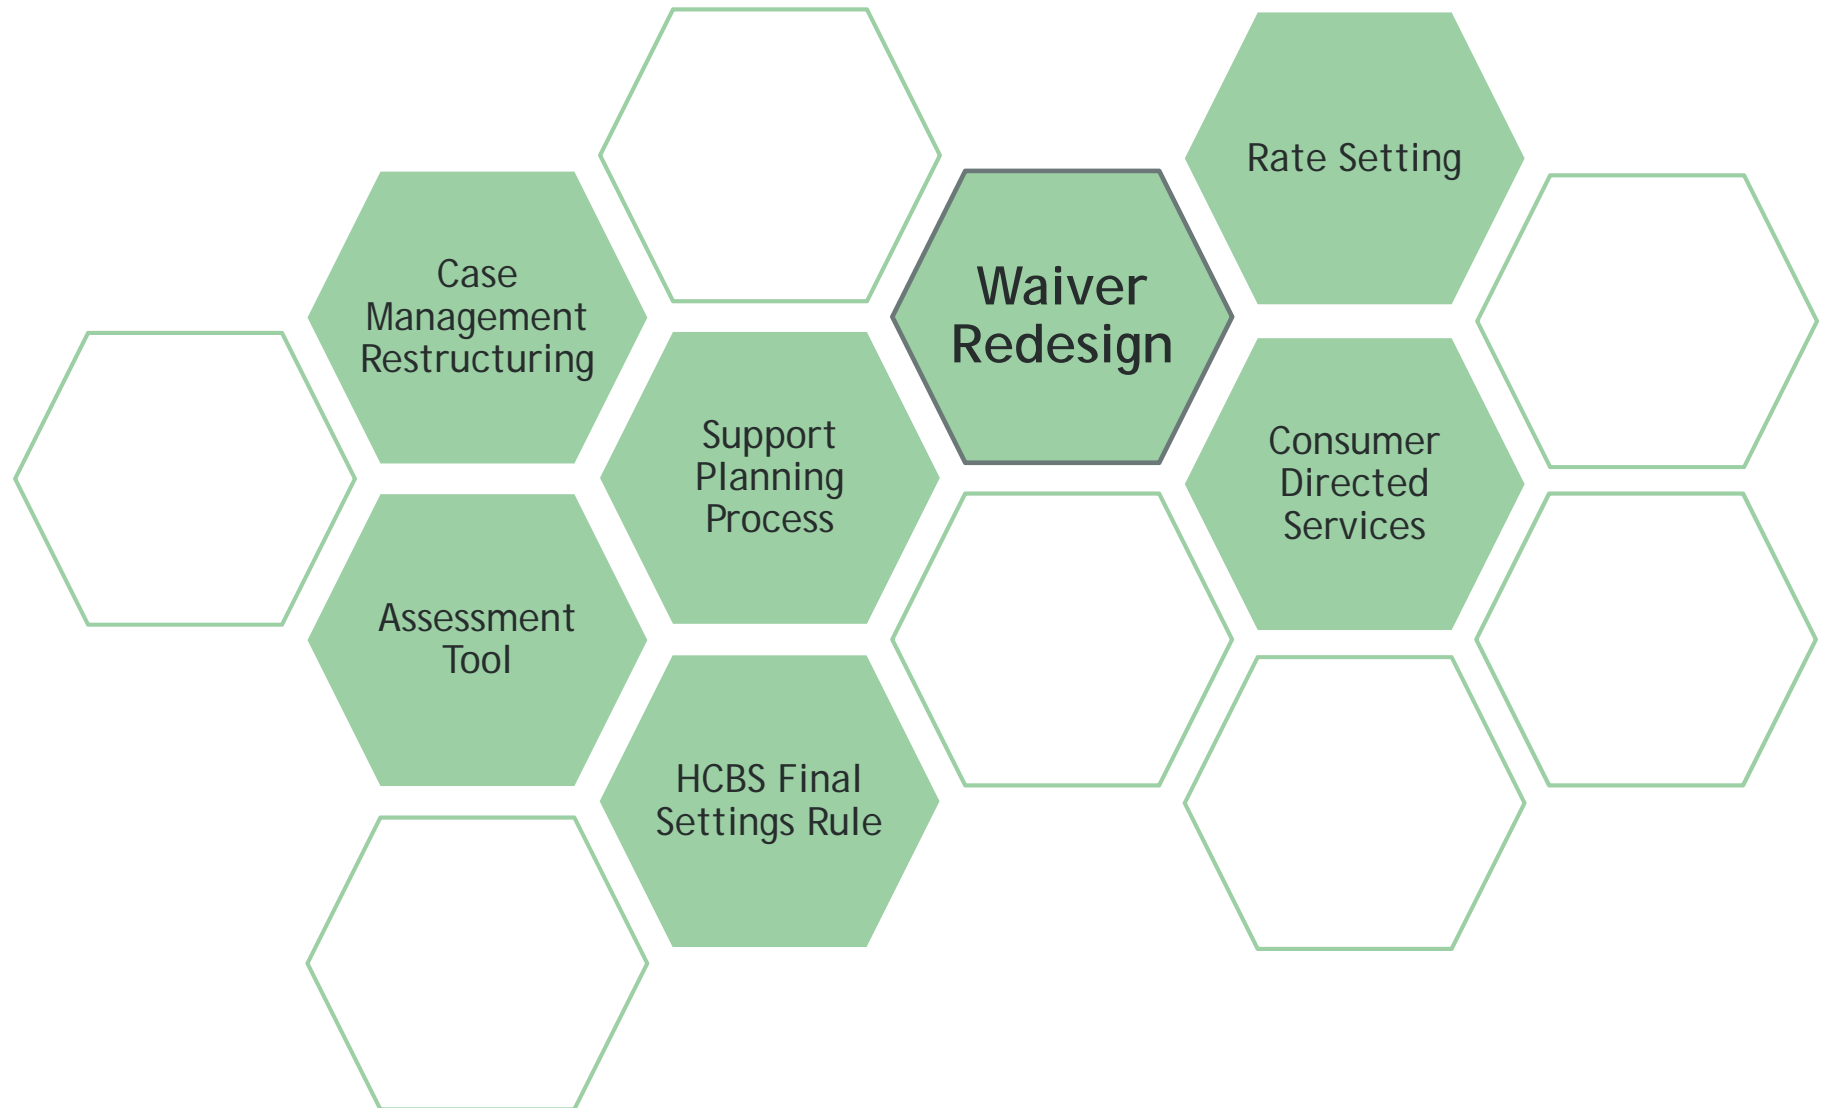 Case
Management
Restructuring
Assessment
Tool
Support
Planning
Process
HCBS Final
Settings Rule
Waiver
Redesign
Rate Setting
Consumer
Directed
Services